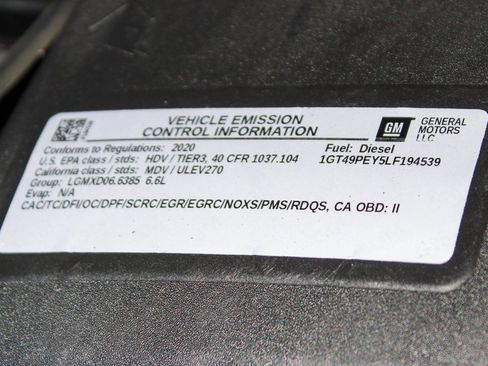 VEHICLE EMISSION
CONTROL INFORMATION
GM
GENERAL
MOTORS
LLC
Conforms to Regulations: 2020
Fuel: Diesel
U.S. EPA class / stds: HDV / TIER3, 40 CFR 1037.104
1GT49PEY5LF194539
California class / stds: MDV / ULEV270
Group: LGMXD06.6385 6.6L
Evap: N/A
CAC/TC/DFI/OC/DPF/SCRC/EGR/EGRC/NOXS/PMS/RDQS, CA OBD: II